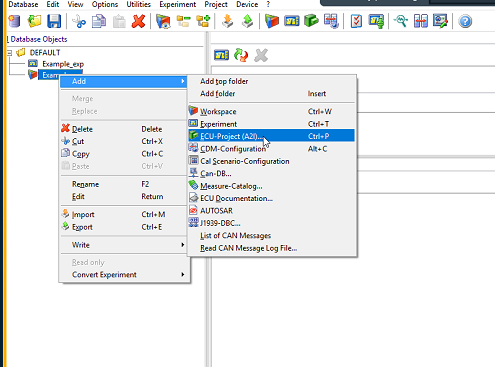 Database Edit View Options Utilities Experiment Project Device ?
1 Database Objects
DEFAULT
Example_exp
Add
Merge
Replace
Delete Delete
Cut Ctrl+X
Copy Ctrl+C
Paste Ctrl+V
Rename F2
Edit Return
Import Ctrl+M
Export Ctrl+E
Write
Read only
Convert Experiment
Add top folder
Add folder Insert
Workspace Ctrl+W
Experiment Ctrl+T
ECU-Project (A2l)... Ctrl+P
CDM-Configuration Alt+C
Cal Scenario-Configuration
Can-DB...
Measure-Catalog...
ECU Documentation...
AUTOSAR
J1939-DBC...
List of CAN Messages
Read CAN Message Log File...